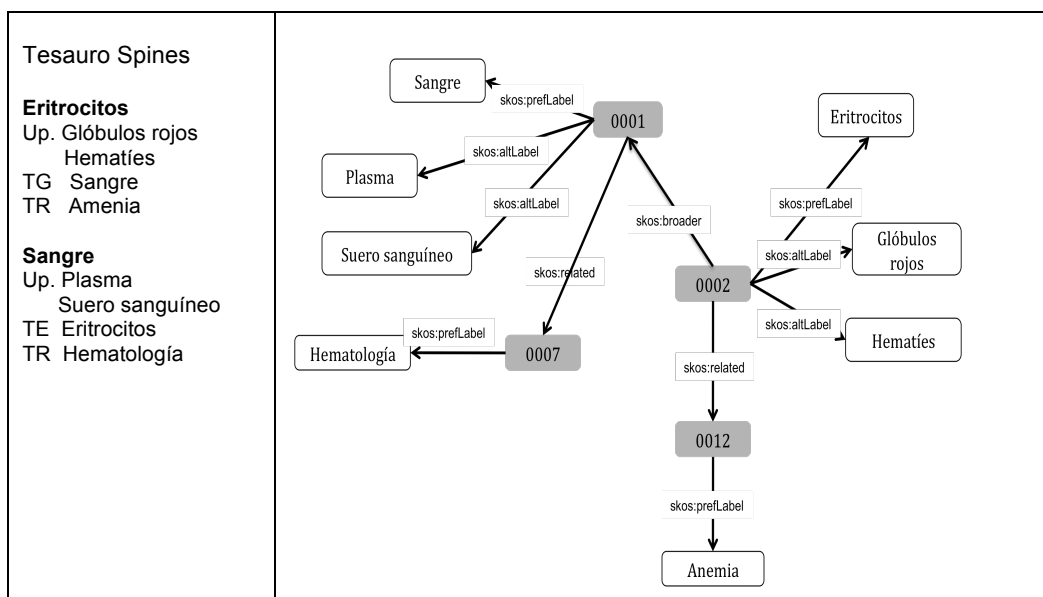 Tesauro Spines
Eritrocitos
Up. Glóbulos rojos
Hematíes
TG Sangre
TR Amenia
Sangre
Up. Plasma
Suero sanguíneo
TE Eritrocitos
TR Hematología
Sangre
skos:prefLabel
0001
Eritrocitos
skos:altLabel
Plasma
skos:altLabel
skos:prefLabel
skos:broader
Suero sanguíneo
skos:related
0002
skos:altLabel
Glóbulos
rojos
skos:prefLabel
skos:altLabel
Hematíes
Hematología
0007
skos:related
0012
skos:prefLabel
Anemia